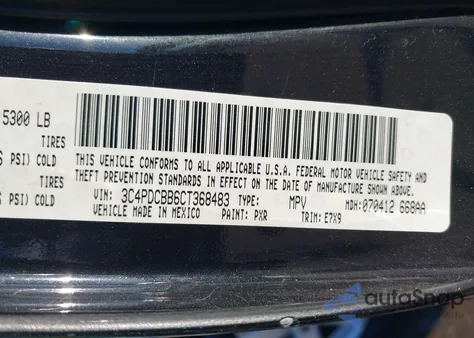 5300 LB
TIRES
PSI) COLD
TIRES
PSI) COLD
THIS VEHICLE CONFORMS TO ALL APPLICABLE U.S.A. FEDERAL MOTOR VEHICLE SAFETY AND
THEFT PREVENTION STANDARDS IN EFFECT ON THE DATE OF MANUFACTURE SHOWN ABOVE.
VIN: 3C4PDCBB6CT368483 TYPE: MPV MDH: 070412 668AA
VEHICLE MADE IN MEXICO PAINT: PXR TRIM: E7X9
autoSnap